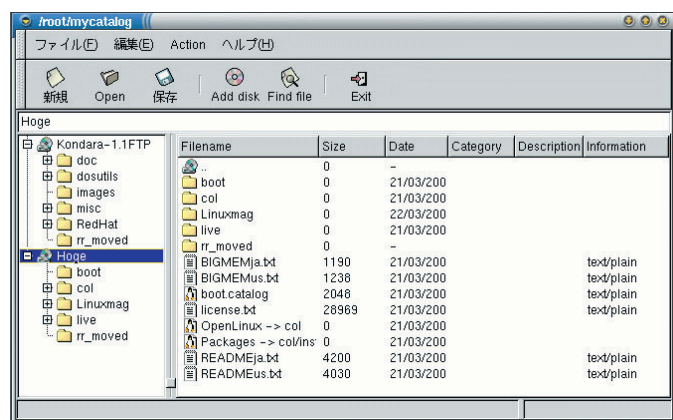 /root/mycatalog
ファイル(F) 編集(E) Action ヘルプ(H)
新規 Open 保存 Add disk Find file Exit
Hoge
Kondara-1.1FTP
doc
dosutils
images
misc
RedHat
rr_moved
Hoge
boot
col
Linuxmag
live
rr_moved
Filename Size Date Category Description Information
.. 0 -
boot 0 21/03/200
col 0 21/03/200
Linuxmag 0 22/03/200
live 0 21/03/200
rr_moved 0 -
BIGMEMja.txt 1190 21/03/200 text/plain
BIGMEMus.txt 1238 21/03/200 text/plain
boot.catalog 2048 21/03/200 text/plain
license.txt 28969 21/03/200 text/plain
OpenLinux -> col 0 21/03/200
Packages -> col/ins 0 21/03/200
READMEja.txt 4200 21/03/200 text/plain
READMEus.txt 4030 21/03/200 text/plain